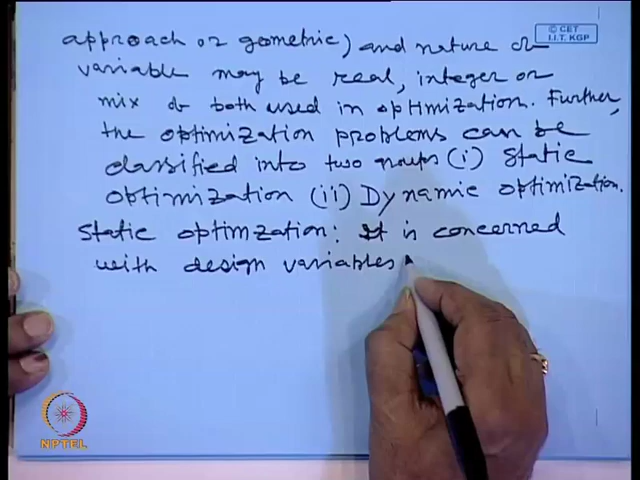 © CET
I.I.T. KGP
approach or gometric) and nature of
variable may be real, integer or
mix of both used in optimization. Further,
the optimization problems can be
classified into two groups (i) Static
optimization (ii) Dynamic optimization.
Static optimzation: It is concerned
with design variables
NPTEL